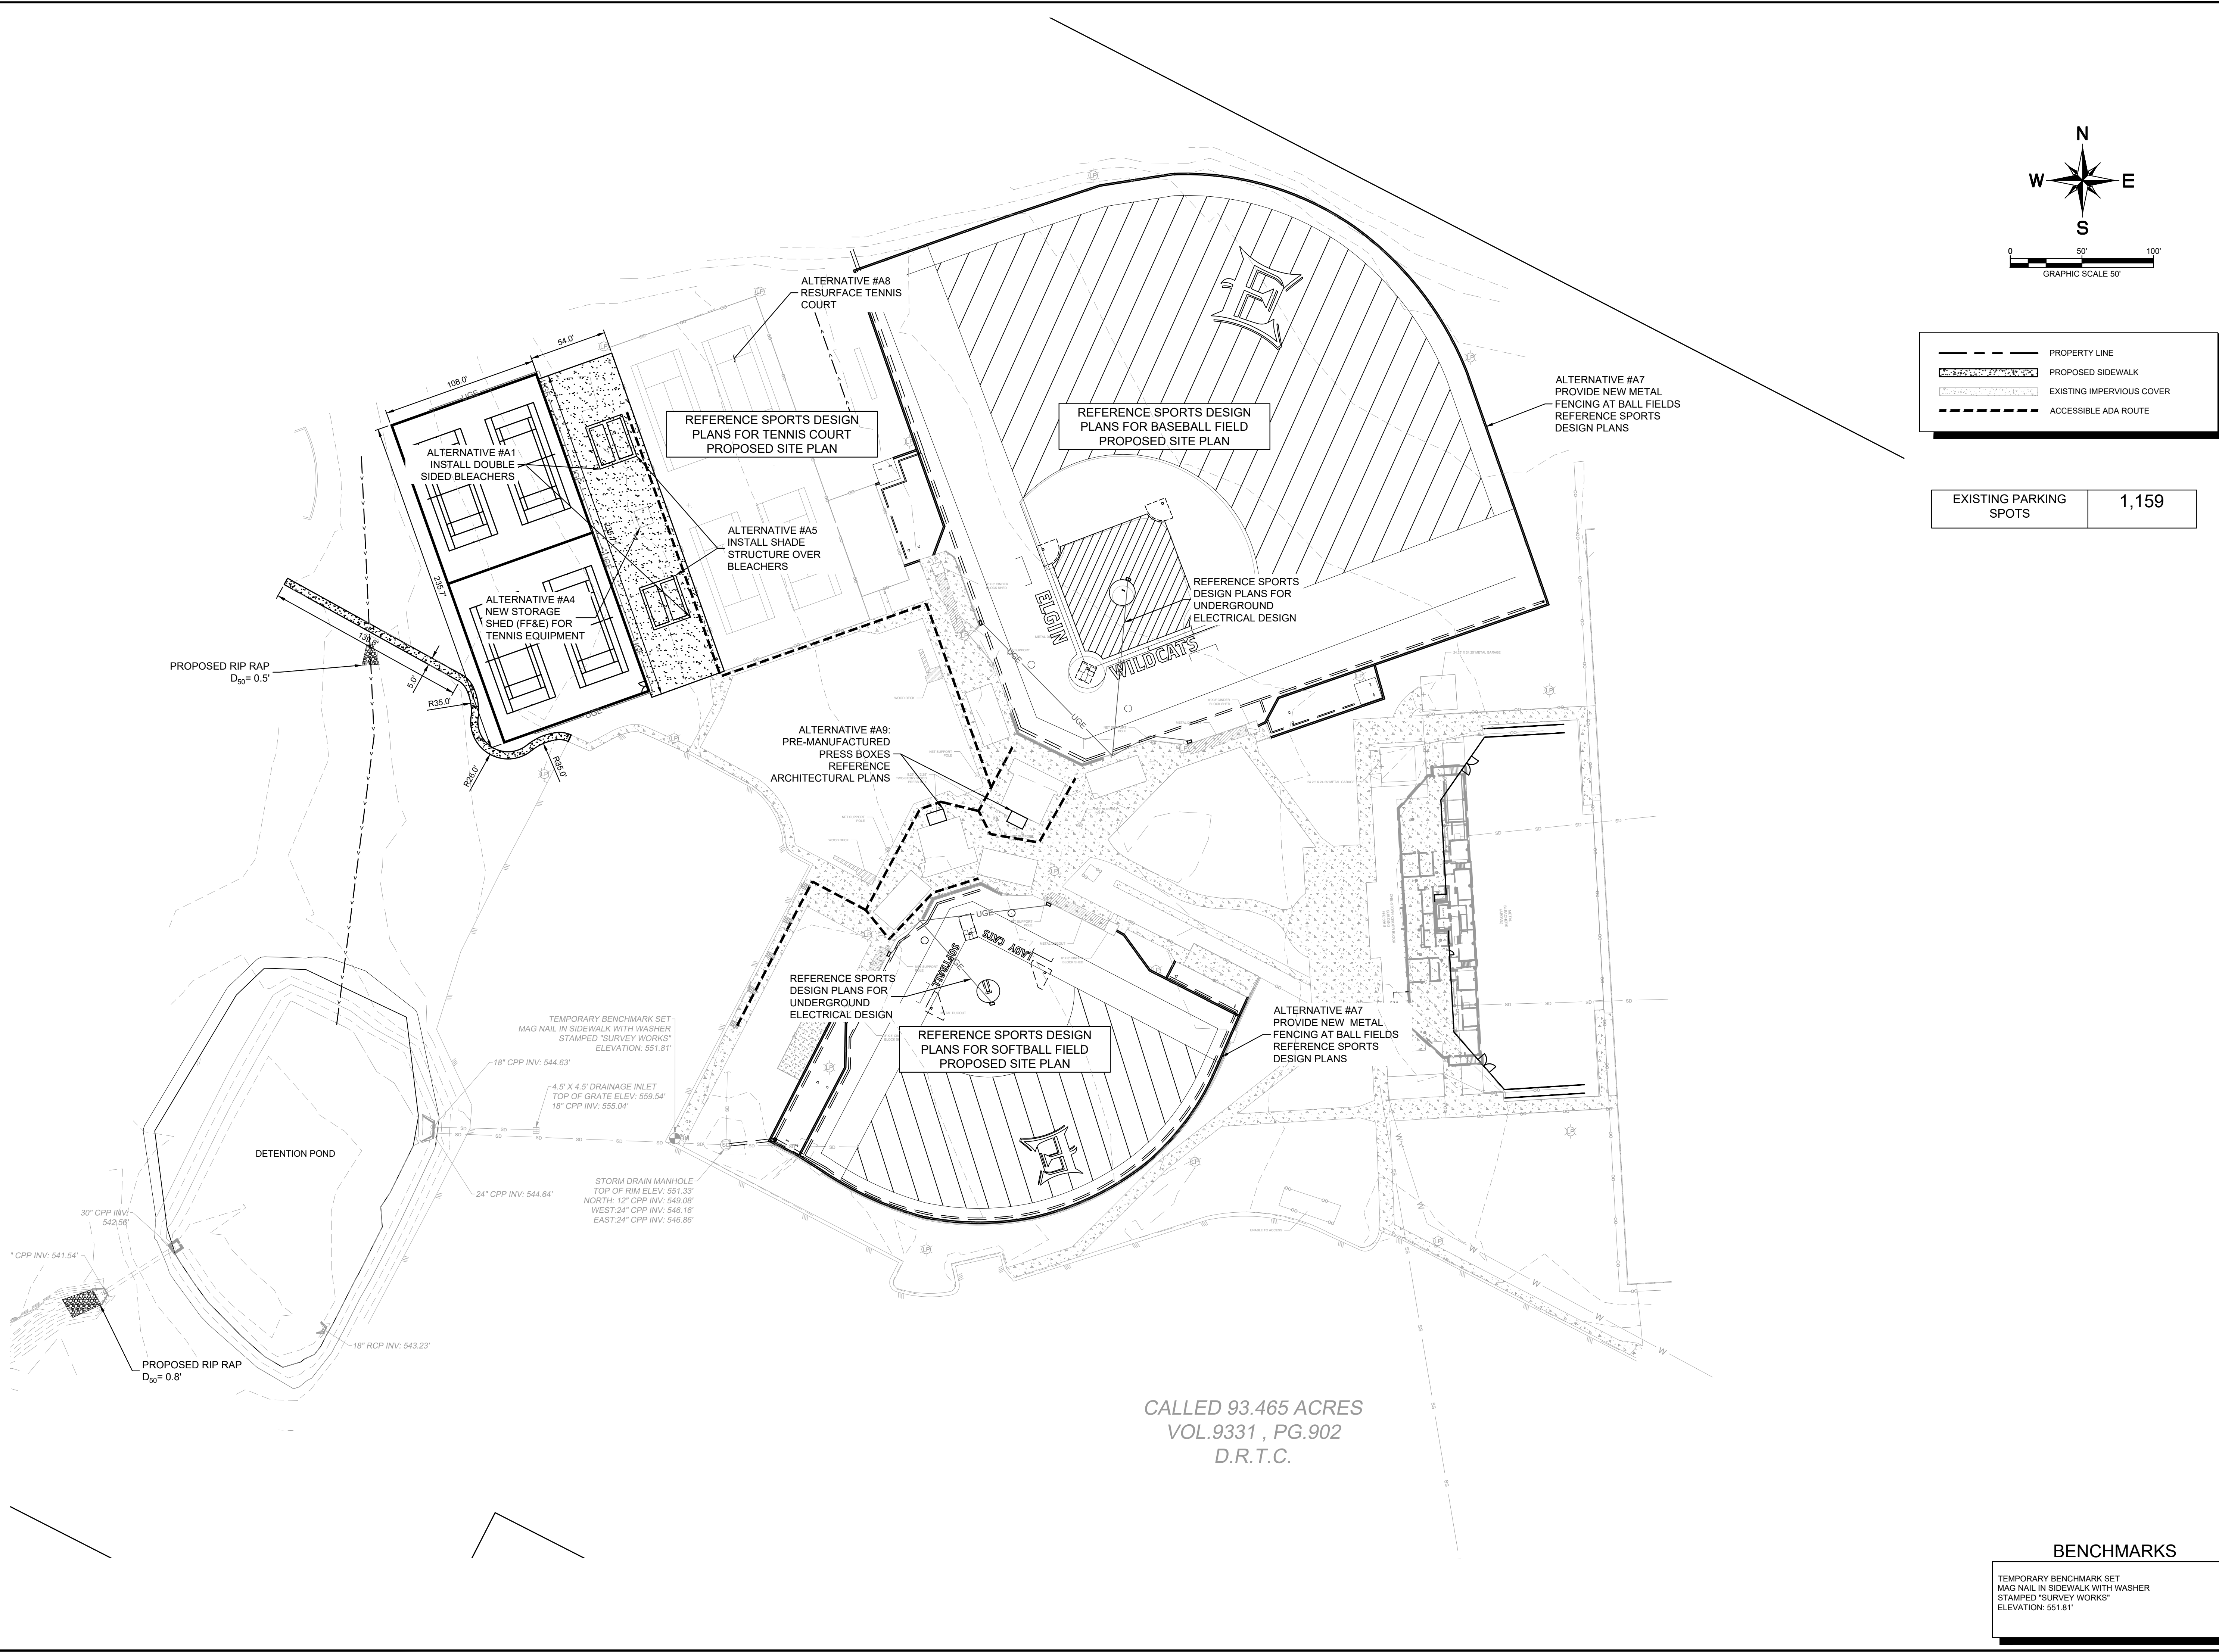 N
W
E
S
0
50'
100'
GRAPHIC SCALE 50'
PROPERTY LINE
PROPOSED SIDEWALK
EXISTING IMPERVIOUS COVER
ACCESSIBLE ADA ROUTE
EXISTING PARKING
SPOTS
1,159
ALTERNATIVE #A8
RESURFACE TENNIS
COURT
54.0'
108.0'
UGE
ALTERNATIVE #A7
PROVIDE NEW METAL
FENCING AT BALL FIELDS
REFERENCE SPORTS
DESIGN PLANS
REFERENCE SPORTS DESIGN
PLANS FOR TENNIS COURT
PROPOSED SITE PLAN
REFERENCE SPORTS DESIGN
PLANS FOR BASEBALL FIELD
PROPOSED SITE PLAN
ALTERNATIVE #A1
INSTALL DOUBLE
SIDED BLEACHERS
ALTERNATIVE #A5
INSTALL SHADE
STRUCTURE OVER
BLEACHERS
235.7'
ALTERNATIVE #A4
NEW STORAGE
SHED (FF&E) FOR
TENNIS EQUIPMENT
REFERENCE SPORTS
DESIGN PLANS FOR
UNDERGROUND
ELECTRICAL DESIGN
ELGIN
WILDCATS
139.8'
5.0'
PROPOSED RIP RAP
D50= 0.5'
R35.0'
UGE
R26.0'
R35.0'
UGE
UGE
ALTERNATIVE #A9:
PRE-MANUFACTURED
PRESS BOXES
REFERENCE
ARCHITECTURAL PLANS
UGE
LADY CATS
SOFTBALL
REFERENCE SPORTS
DESIGN PLANS FOR
UNDERGROUND
ELECTRICAL DESIGN
REFERENCE SPORTS DESIGN
PLANS FOR SOFTBALL FIELD
PROPOSED SITE PLAN
ALTERNATIVE #A7
PROVIDE NEW METAL
FENCING AT BALL FIELDS
REFERENCE SPORTS
DESIGN PLANS
TEMPORARY BENCHMARK SET
MAG NAIL IN SIDEWALK WITH WASHER
STAMPED "SURVEY WORKS"
ELEVATION: 551.81'
18" CPP INV: 544.63'
4.5' X 4.5' DRAINAGE INLET
TOP OF GRATE ELEV: 559.54'
18" CPP INV: 555.04'
DETENTION POND
24" CPP INV: 544.64'
STORM DRAIN MANHOLE
TOP OF RIM ELEV: 551.33'
NORTH: 12" CPP INV: 549.08'
WEST:24" CPP INV: 546.16'
EAST:24" CPP INV: 546.86'
30" CPP INV:
542.56'
" CPP INV: 541.54'
18" RCP INV: 543.23'
PROPOSED RIP RAP
D50= 0.8'
CALLED 93.465 ACRES
VOL.9331 , PG.902
D.R.T.C.
BENCHMARKS
TEMPORARY BENCHMARK SET
MAG NAIL IN SIDEWALK WITH WASHER
STAMPED "SURVEY WORKS"
ELEVATION: 551.81'